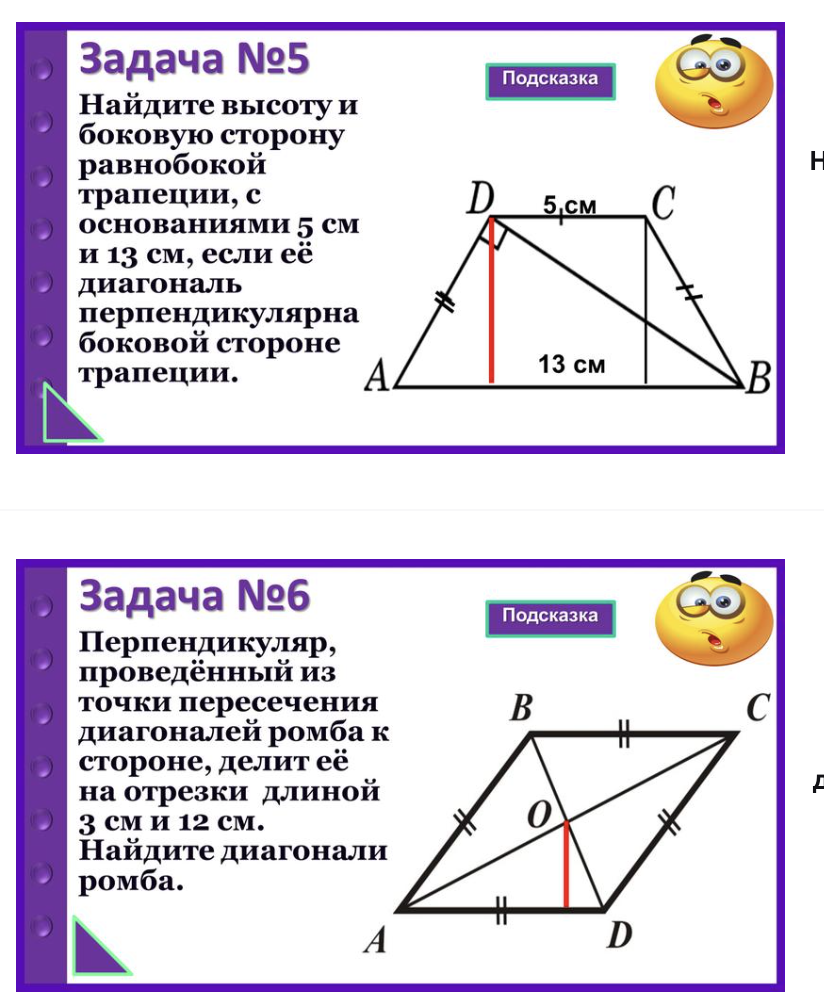 Задача №5
Подсказка
Найдите высоту и
боковую сторону
равнобокой
трапеции, с
основаниями 5 см
и 13 см, если её
диагональ
перпендикулярна
боковой стороне
трапеции.
D
5 см
C
13 см
A
B
Н
Задача №6
Подсказка
Перпендикуляр,
проведённый из
точки пересечения
диагоналей ромба к
стороне, делит её
на отрезки длиной
3 см и 12 см.
Найдите диагонали
ромба.
B
C
O
A
D
д